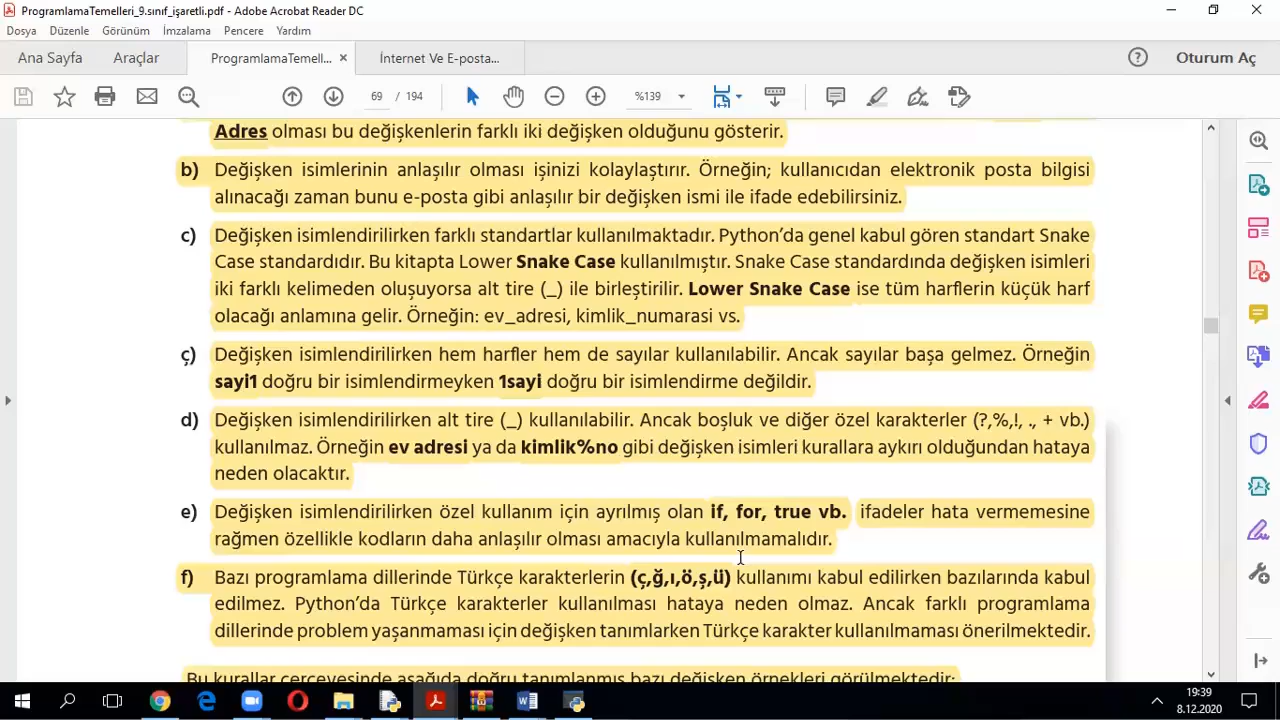 ProgramlamaTemelleri_9.sınıf_işaretli.pdf - Adobe Acrobat Reader DC
Dosya Düzenle Görünüm İmzalama Pencere Yardım
Ana Sayfa Araçlar ProgramlamaTemell... × İnternet Ve E-posta... Oturum Aç
69 / 194 %139
Adres olması bu değişkenlerin farklı iki değişken olduğunu gösterir.
b) Değişken isimlerinin anlaşılır olması işinizi kolaylaştırır. Örneğin; kullanıcıdan elektronik posta bilgisi
alınacağı zaman bunu e-posta gibi anlaşılır bir değişken ismi ile ifade edebilirsiniz.
c) Değişken isimlendirilirken farklı standartlar kullanılmaktadır. Python’da genel kabul gören standart Snake
Case standardıdır. Bu kitapta Lower Snake Case kullanılmıştır. Snake Case standardında değişken isimleri
iki farklı kelimeden oluşuyorsa alt tire (_) ile birleştirilir. Lower Snake Case ise tüm harflerin küçük harf
olacağı anlamına gelir. Örneğin: ev_adresi, kimlik_numarasi vs.
ç) Değişken isimlendirilirken hem harfler hem de sayılar kullanılabilir. Ancak sayılar başa gelmez. Örneğin
sayi1 doğru bir isimlendirmeyken 1sayi doğru bir isimlendirme değildir.
d) Değişken isimlendirilirken alt tire (_) kullanılabilir. Ancak boşluk ve diğer özel karakterler (?,%,!, ., + vb.)
kullanılmaz. Örneğin ev adresi ya da kimlik%no gibi değişken isimleri kurallara aykırı olduğundan hataya
neden olacaktır.
e) Değişken isimlendirilirken özel kullanım için ayrılmış olan if, for, true vb. ifadeler hata vermemesine
rağmen özellikle kodların daha anlaşılır olması amacıyla kullanılmamalıdır.
f) Bazı programlama dillerinde Türkçe karakterlerin (ç,ğ,ı,ö,ş,ü) kullanımı kabul edilirken bazılarında kabul
edilmez. Python’da Türkçe karakterler kullanılması hataya neden olmaz. Ancak farklı programlama
dillerinde problem yaşanmaması için değişken tanımlarken Türkçe karakter kullanılmaması önerilmektedir.
Bu kurallar çerçevesinde aşağıda doğru tanımlanmış bazı değişken örnekleri görülmektedir:
19:39
8.12.2020